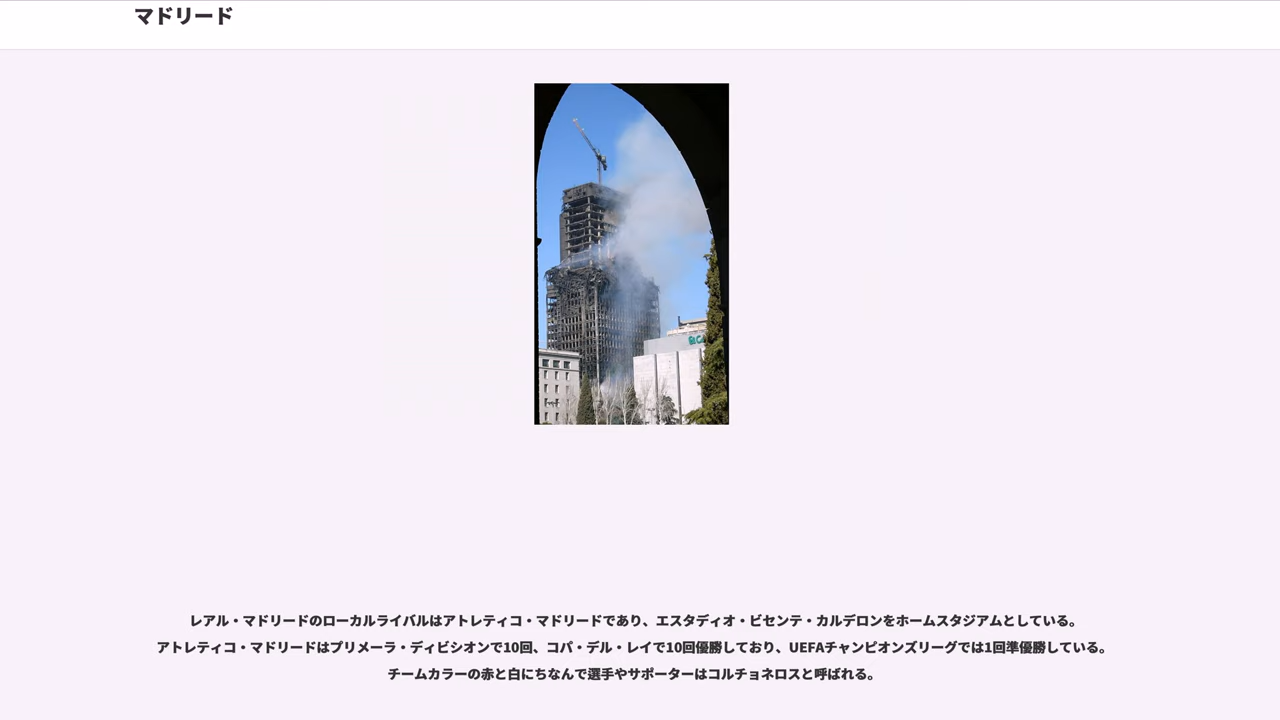 マドリード
レアル・マドリードのローカルライバルはアトレティコ・マドリードであり、エスタディオ・ビセンテ・カルデロンをホームスタジアムとしている。
アトレティコ・マドリードはプリメーラ・ディビシオンで10回、コパ・デル・レイで10回優勝しており、UEFAチャンピオンズリーグでは1回準優勝している。
チームカラーの赤と白にちなんで選手やサポーターはコルチョネロスと呼ばれる。